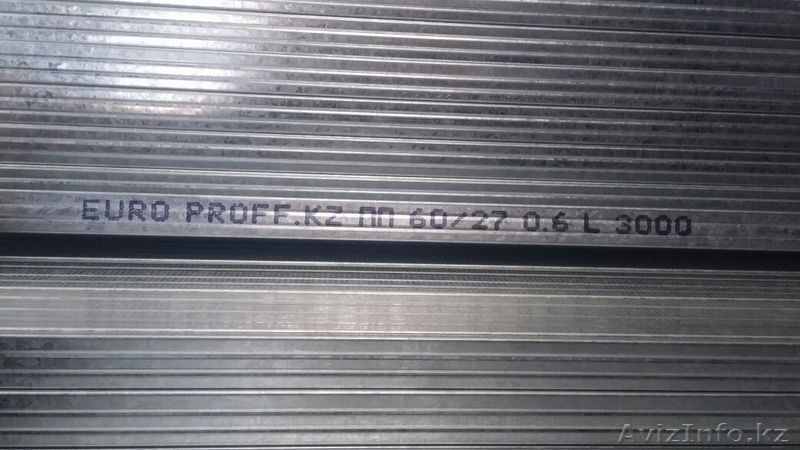 EURO PROFF.KZ ПП 60/27 0.6 L 3000
AvizInfo.kz